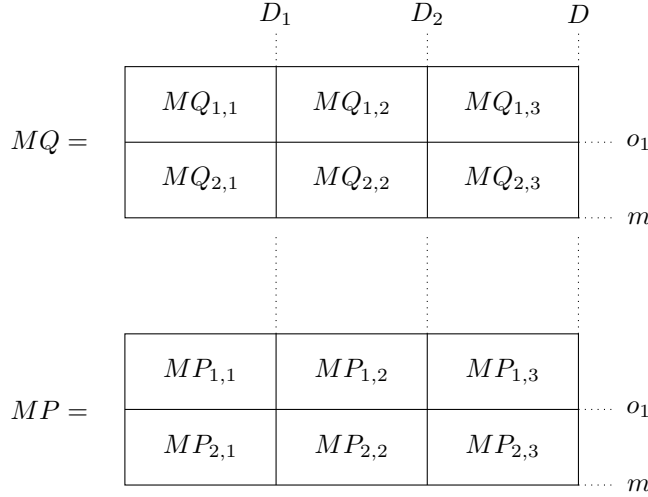 D₁ D₂ D
MQ₁,₁ MQ₁,₂ MQ₁,₃
MQ = o₁
MQ₂,₁ MQ₂,₂ MQ₂,₃
m
MP₁,₁ MP₁,₂ MP₁,₃
MP = o₁
MP₂,₁ MP₂,₂ MP₂,₃
m